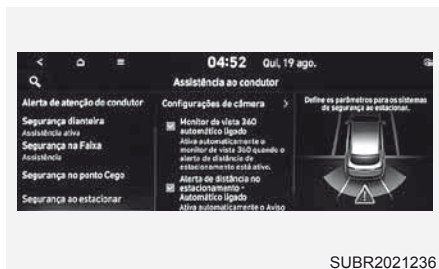 04:52 Qui, 19 ago.
Assistência ao condutor
Alerta de atenção do condutor
Segurança dianteira
Assistência ativa
Segurança na Faixa
Assistência
Segurança no ponto Cego
Segurança ao estacionar
Configurações de câmera >
Monitor de vista 360
automático ligado
Ativa automaticamente o
monitor de vista 360 quando o
alerta de distância de
estacionamento está ativo.
Alerta de distância no
estacionamento -
Automático ligado
Ativa automaticamente o Aviso
Define os parâmetros para os sistemas
de segurança ao estacionar.
SUBR2021236